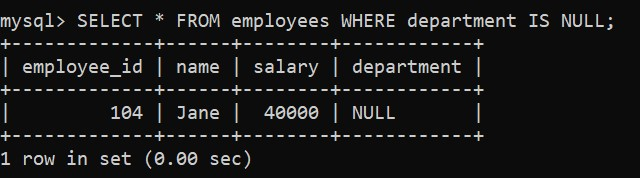 mysql> SELECT * FROM employees WHERE department IS NULL;
+-------------+------+--------+------------+
| employee_id | name | salary | department |
+-------------+------+--------+------------+
|         104 | Jane |  40000 | NULL       |
+-------------+------+--------+------------+
1 row in set (0.00 sec)